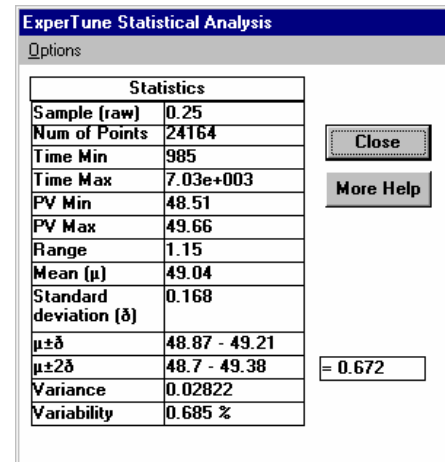 ExperTune Statistical Analysis
Options
Statistics
Sample (raw) 0.25
Num of Points 24164
Time Min 985
Time Max 7.03e+003
PV Min 48.51
PV Max 49.66
Range 1.15
Mean (µ) 49.04
Standard 0.168
deviation (ð)
µ±ð 48.87 - 49.21
µ±2ð 48.7 - 49.38
Variance 0.02822
Variability 0.685 %
Close
More Help
= 0.672